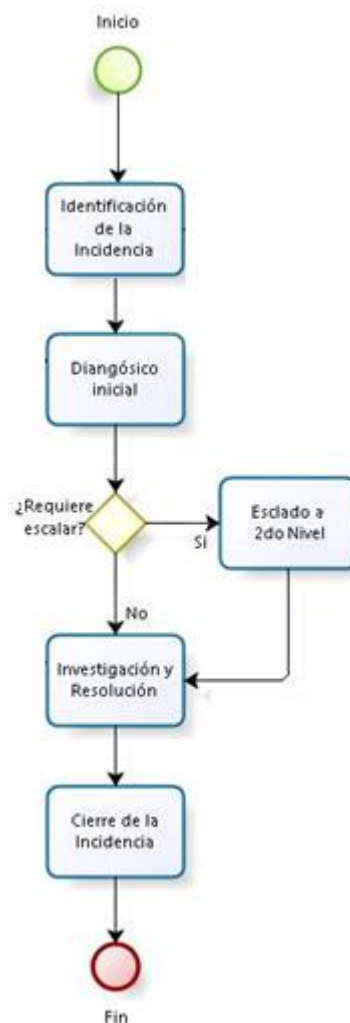 Inicio
Identificación
de la
Incidencia
Diangósico
inicial
¿Requiere
escalar?
Si
Esclado a
2do Nivel
No
Investigación y
Resolución
Cierre de la
Incidencia
Fin